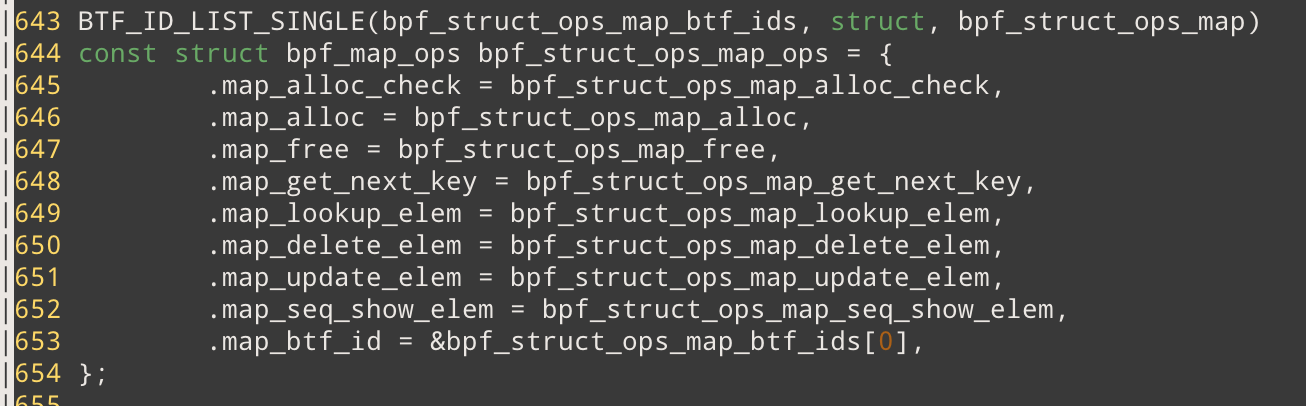 643 BTF_ID_LIST_SINGLE(bpf_struct_ops_map_btf_ids, struct, bpf_struct_ops_map)
644 const struct bpf_map_ops bpf_struct_ops_map_ops = {
645         .map_alloc_check = bpf_struct_ops_map_alloc_check,
646         .map_alloc = bpf_struct_ops_map_alloc,
647         .map_free = bpf_struct_ops_map_free,
648         .map_get_next_key = bpf_struct_ops_map_get_next_key,
649         .map_lookup_elem = bpf_struct_ops_map_lookup_elem,
650         .map_delete_elem = bpf_struct_ops_map_delete_elem,
651         .map_update_elem = bpf_struct_ops_map_update_elem,
652         .map_seq_show_elem = bpf_struct_ops_map_seq_show_elem,
653         .map_btf_id = &bpf_struct_ops_map_btf_ids[0],
654 };
655